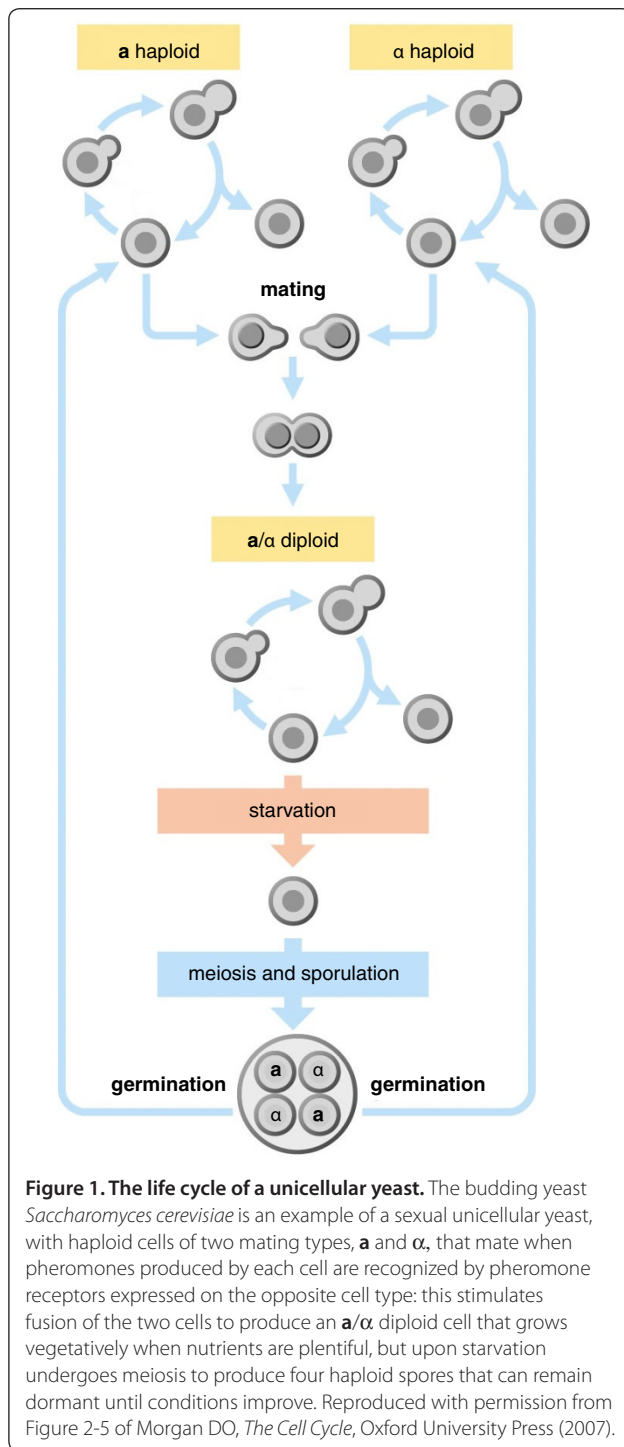 a haploid
α haploid
mating
a/α diploid
starvation
meiosis and sporulation
germination
germination
a
α
α
a
Figure 1. The life cycle of a unicellular yeast. The budding yeast
Saccharomyces cerevisiae is an example of a sexual unicellular yeast,
with haploid cells of two mating types, a and α, that mate when
pheromones produced by each cell are recognized by pheromone
receptors expressed on the opposite cell type: this stimulates
fusion of the two cells to produce an a/α diploid cell that grows
vegetatively when nutrients are plentiful, but upon starvation
undergoes meiosis to produce four haploid spores that can remain
dormant until conditions improve. Reproduced with permission from
Figure 2-5 of Morgan DO, The Cell Cycle, Oxford University Press (2007).